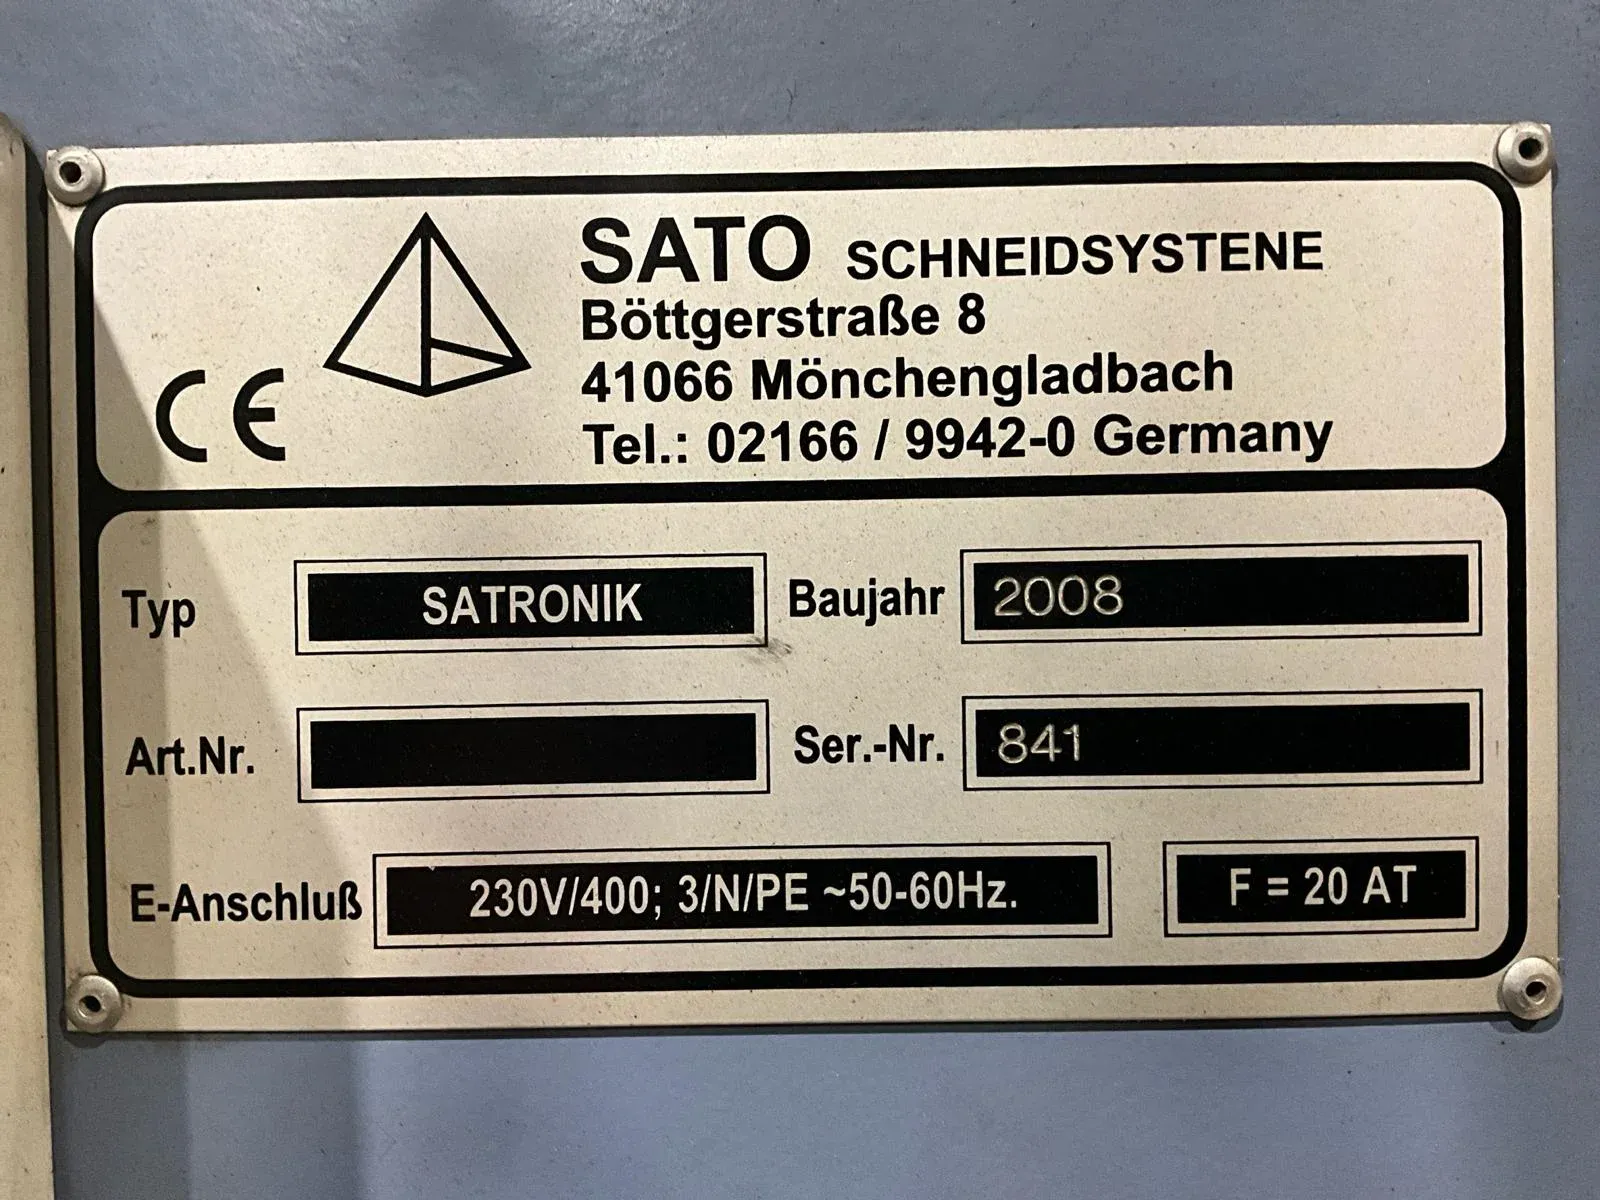 SATO SCHNEIDSYSTENE
Böttgerstraße 8
41066 Mönchengladbach
Tel.: 02166 / 9942-0 Germany
CE
Typ SATRONIK Baujahr 2008
Art.Nr. Ser.-Nr. 841
E-Anschluß 230V/400; 3/N/PE ~50-60Hz. F = 20 AT